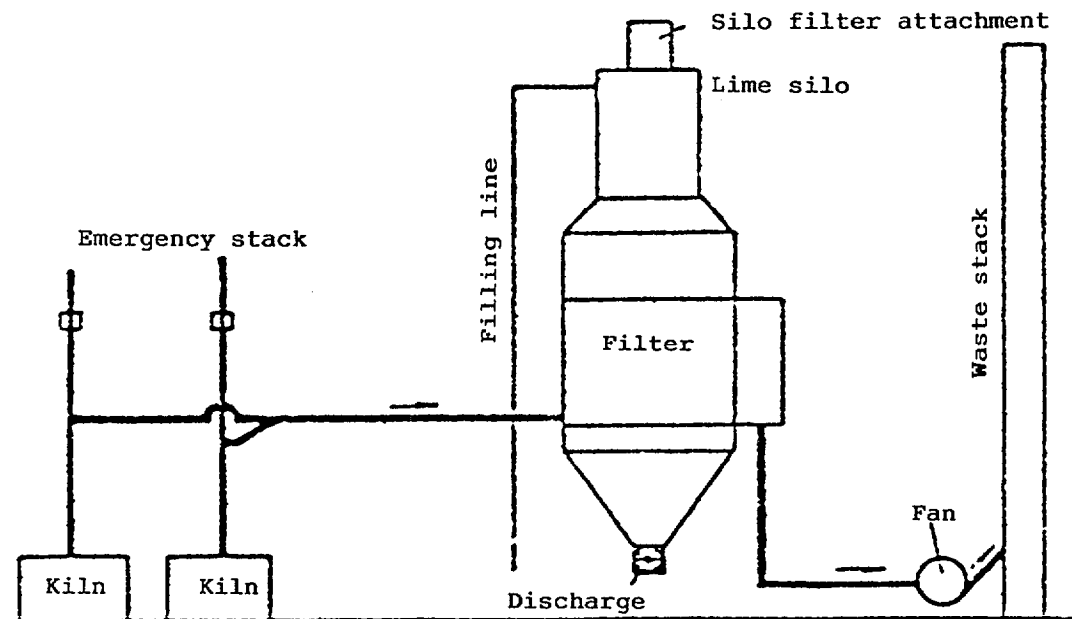 Silo filter attachment
Lime silo
Filling line
Waste stack
Emergency stack
Filter
Fan
Kiln
Kiln
Discharge